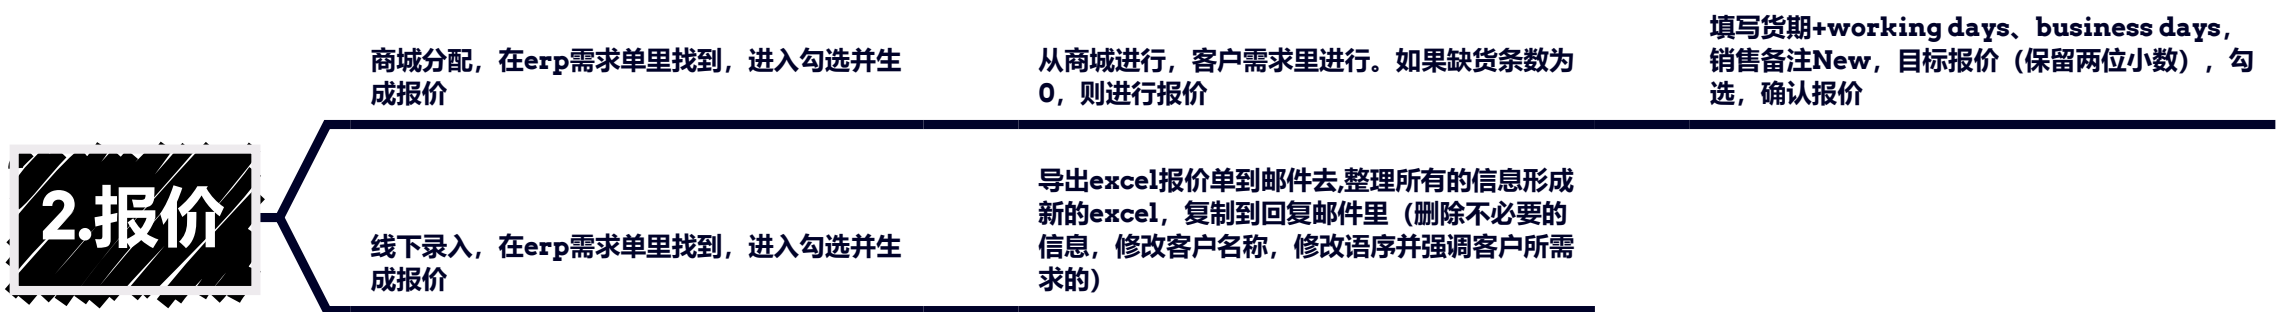 2.报价
商城分配，在erp需求单里找到，进入勾选并生
成报价
从商城进行，客户需求里进行。如果缺货条数为
0，则进行报价
填写货期+working days、business days，
销售备注New，目标报价（保留两位小数），勾
选，确认报价
线下录入，在erp需求单里找到，进入勾选并生
成报价
导出excel报价单到邮件去,整理所有的信息形成
新的excel，复制到回复邮件里（删除不必要的
信息，修改客户名称，修改语序并强调客户所需
求的）